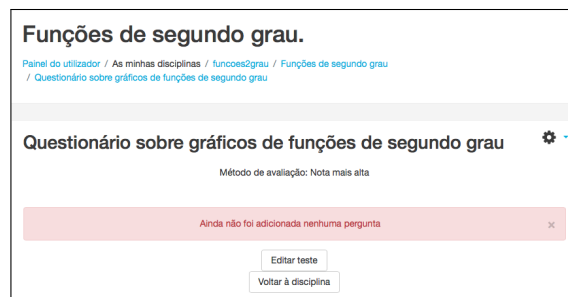 Funções de segundo grau.
Painel do utilizador / As minhas disciplinas / funcoes2grau / Funções de segundo grau
/ Questionário sobre gráficos de funções de segundo grau
Questionário sobre gráficos de funções de segundo grau
Método de avaliação: Nota mais alta
Ainda não foi adicionada nenhuma pergunta ×
Editar teste
Voltar à disciplina